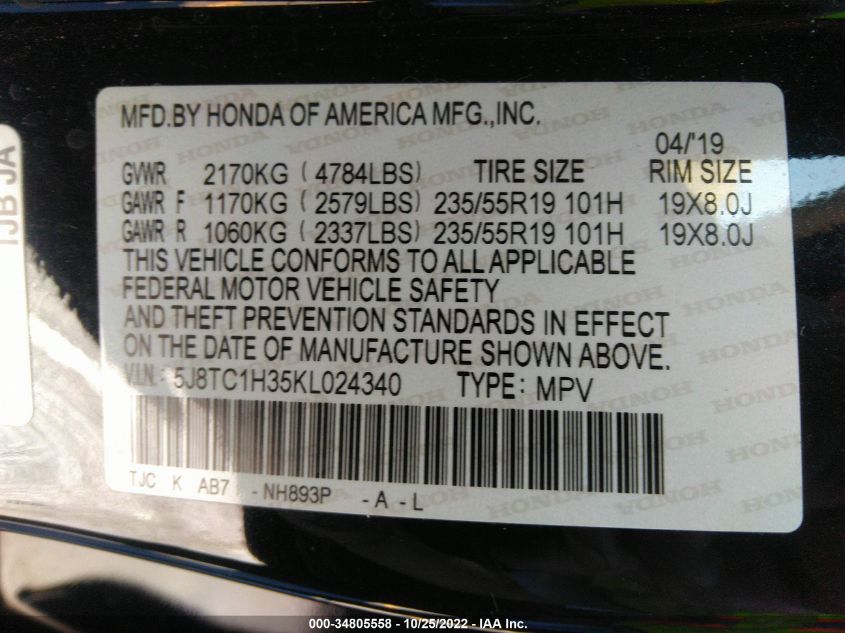 MFD.BY HONDA OF AMERICA MFG.,INC.
04/'19
GVWR 2170KG ( 4784LBS) TIRE SIZE RIM SIZE
GAWR F 1170KG ( 2579LBS) 235/55R19 101H 19X8.0J
GAWR R 1060KG ( 2337LBS) 235/55R19 101H 19X8.0J
THIS VEHICLE CONFORMS TO ALL APPLICABLE
FEDERAL MOTOR VEHICLE SAFETY
AND THEFT PREVENTION STANDARDS IN EFFECT
ON THE DATE OF MANUFACTURE SHOWN ABOVE.
V.I.N.: 5J8TC1H35KL024340 TYPE: MPV
TJC K AB7 -NH893P -A -L
TJB JA
000-34805558 - 10/25/2022 - IAA Inc.